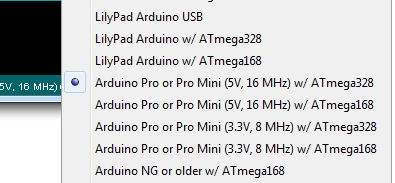 LilyPad Arduino USB
LilyPad Arduino w/ ATmega328
LilyPad Arduino w/ ATmega168
Arduino Pro or Pro Mini (5V, 16 MHz) w/ ATmega328
Arduino Pro or Pro Mini (5V, 16 MHz) w/ ATmega168
Arduino Pro or Pro Mini (3.3V, 8 MHz) w/ ATmega328
Arduino Pro or Pro Mini (3.3V, 8 MHz) w/ ATmega168
Arduino NG or older w/ ATmega168
5V, 16 MHz)